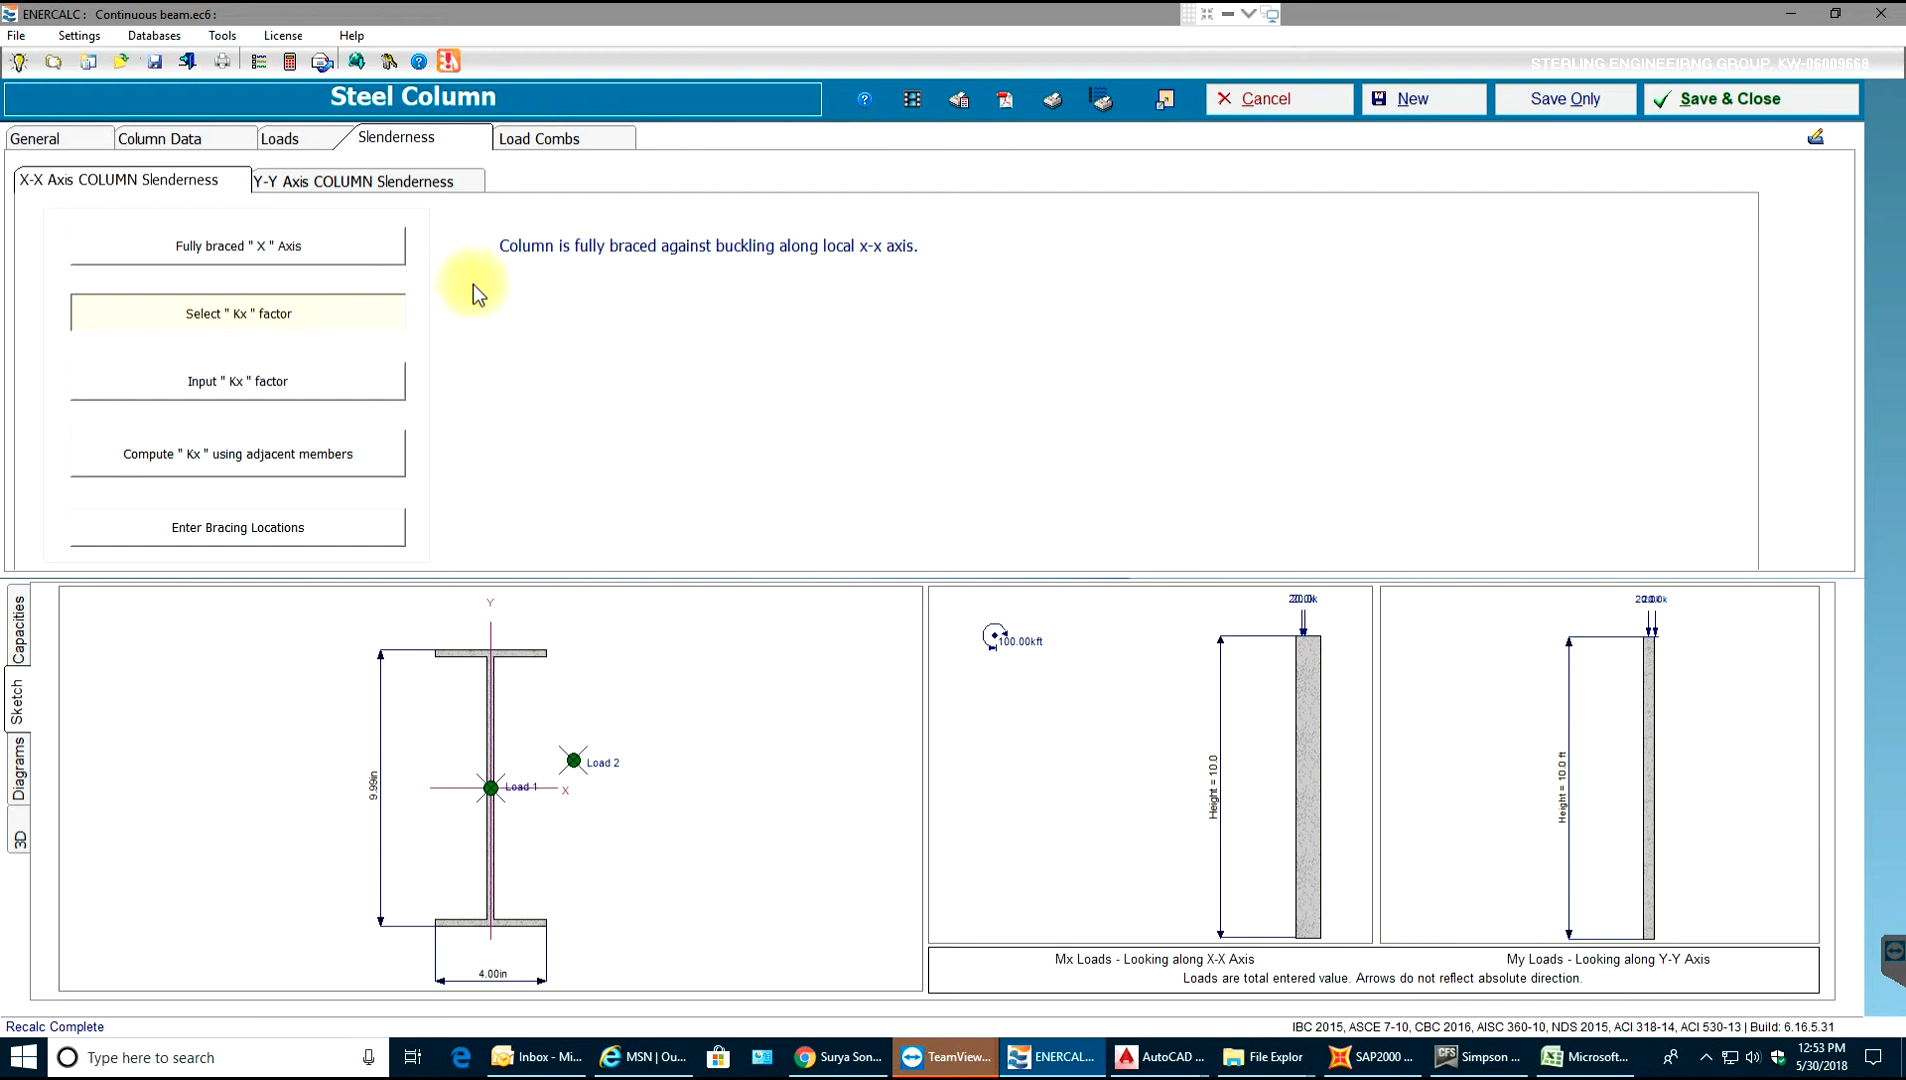 ENERCALC : Continuous beam.ec6 :
File Settings Databases Tools License Help
STERLING ENGINEEIRNG GROUP, KW-06009668
Steel Column
Cancel New Save Only Save & Close
General Column Data Loads Slenderness Load Combs
X-X Axis COLUMN Slenderness Y-Y Axis COLUMN Slenderness
Fully braced " X " Axis
Column is fully braced against buckling along local x-x axis.
Select " Kx " factor
Input " Kx " factor
Compute " Kx " using adjacent members
Enter Bracing Locations
Capacities
Sketch
Diagrams
3D
Y
9.99in
Load 2
Load 1
X
4.00in
100.00kft
Height = 10.0
Height = 10.0 ft
Mx Loads - Looking along X-X Axis My Loads - Looking along Y-Y Axis
Loads are total entered value. Arrows do not reflect absolute direction.
Recalc Complete
IBC 2015, ASCE 7-10, CBC 2016, AISC 360-10, NDS 2015, ACI 318-14, ACI 530-13 | Build: 6.16.5.31
Type here to search
Inbox - Mi...
MSN | Ou...
Surya Son...
TeamView...
ENERCAL...
AutoCAD ...
File Explor
SAP2000 ...
CFS
Simpson ...
Microsoft...
12:53 PM
5/30/2018